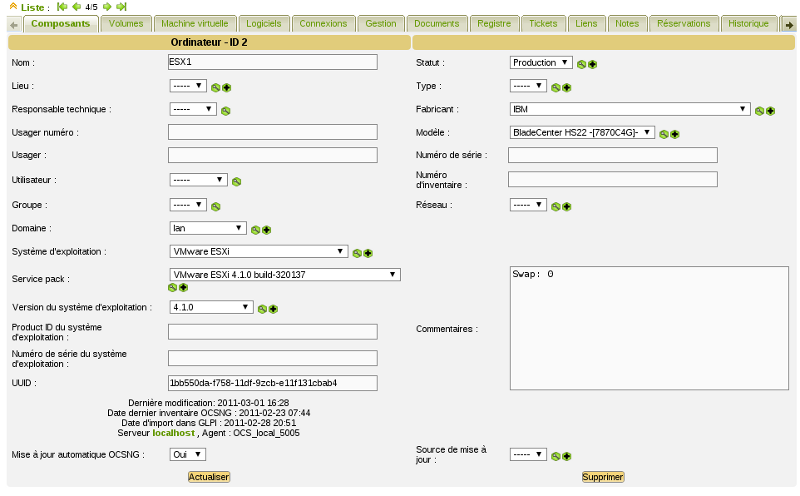 Liste : 4/5
Composants Volumes Machine virtuelle Logiciels Connexions Gestion Documents Registre Tickets Liens Notes Réservations Historique
Ordinateur - ID 2
Nom : ESX1 Statut : Production
Lieu : ----- Type : -----
Responsable technique : ----- Fabricant : IBM
Usager numéro : Modèle : BladeCenter HS22 -[7870C4G]-
Usager : Numéro de série :
Utilisateur : ----- Numéro
d'inventaire :
Groupe : ----- Réseau : -----
Domaine : lan
Système d'exploitation : VMware ESXi
Service pack : VMware ESXi 4.1.0 build-320137 Swap: 0
Version du système d'exploitation : 4.1.0
Product ID du système
d'exploitation : Commentaires :
Numéro de série du système
d'exploitation :
UUID : 1bb550da-f758-11df-9zcb-e11f131cbab4
Dernière modification: 2011-03-01 16:28
Date dernier inventaire OCSNG : 2011-02-23 07:44
Date d'import dans GLPI : 2011-02-28 20:51
Serveur localhost , Agent : OCS_local_5005
Mise à jour automatique OCSNG : Oui Source de mise à
jour : -----
Actualiser Supprimer